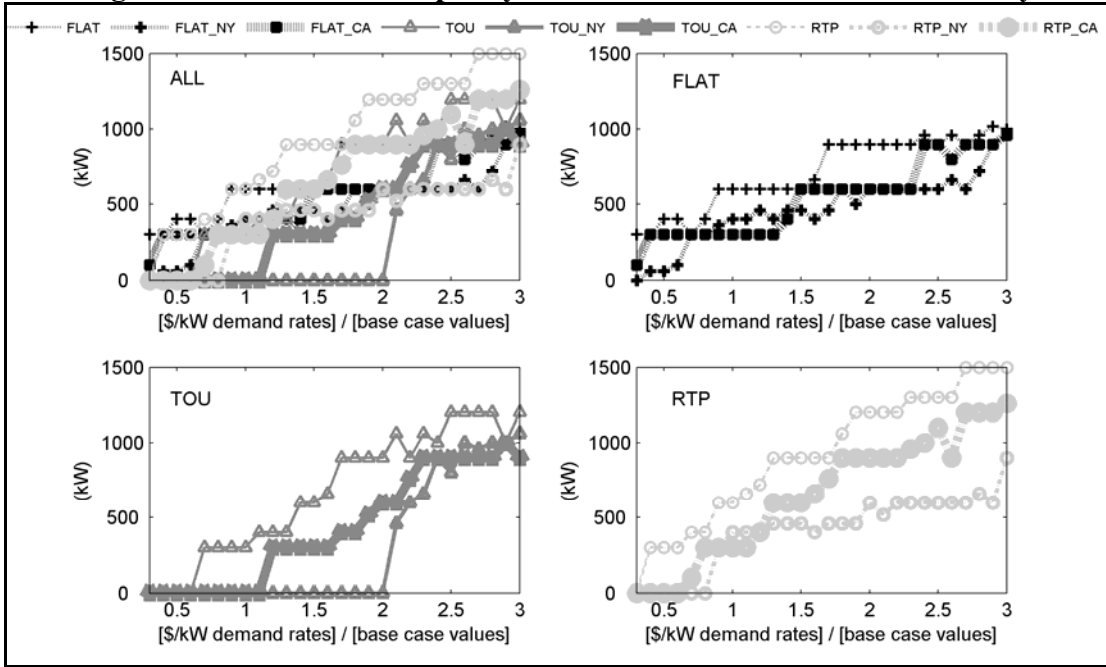 FLAT FLAT_NY FLAT_CA TOU TOU_NY TOU_CA RTP RTP_NY RTP_CA
1500
1000
500
0
(kW)
ALL
0.5 1 1.5 2 2.5 3
[$/kW demand rates] / [base case values]
1500
1000
500
0
(kW)
FLAT
0.5 1 1.5 2 2.5 3
[$/kW demand rates] / [base case values]
1500
1000
500
0
(kW)
TOU
0.5 1 1.5 2 2.5 3
[$/kW demand rates] / [base case values]
1500
1000
500
0
(kW)
RTP
0.5 1 1.5 2 2.5 3
[$/kW demand rates] / [base case values]